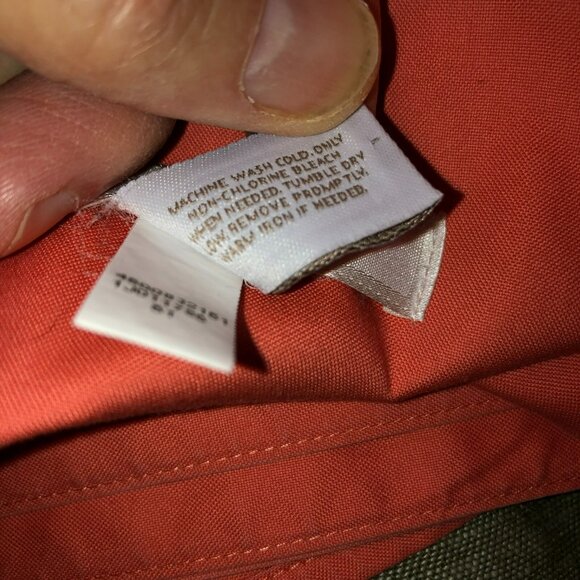 MACHINE WASH COLD. ONLY
NON-CHLORINE BLEACH
WHEN NEEDED. TUMBLE DRY
LOW. REMOVE PROMPTLY.
WARM IRON IF NEEDED.